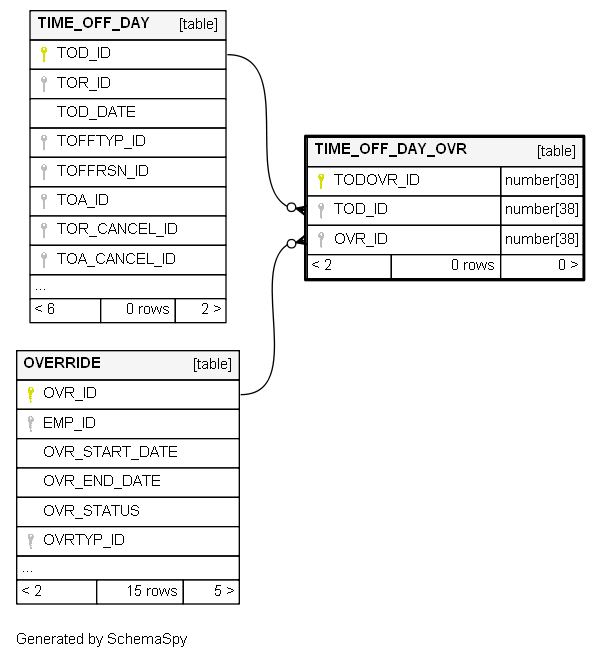 TIME_OFF_DAY [table]
TOD_ID
TOR_ID
TOD_DATE
TOFFTYP_ID
TOFFRSN_ID
TOA_ID
TOR_CANCEL_ID
TOA_CANCEL_ID
...
< 6 0 rows 2 >
TIME_OFF_DAY_OVR [table]
TODOVR_ID number[38]
TOD_ID number[38]
OVR_ID number[38]
< 2 0 rows 0 >
OVERRIDE [table]
OVR_ID
EMP_ID
OVR_START_DATE
OVR_END_DATE
OVR_STATUS
OVRTYP_ID
...
< 2 15 rows 5 >
Generated by SchemaSpy